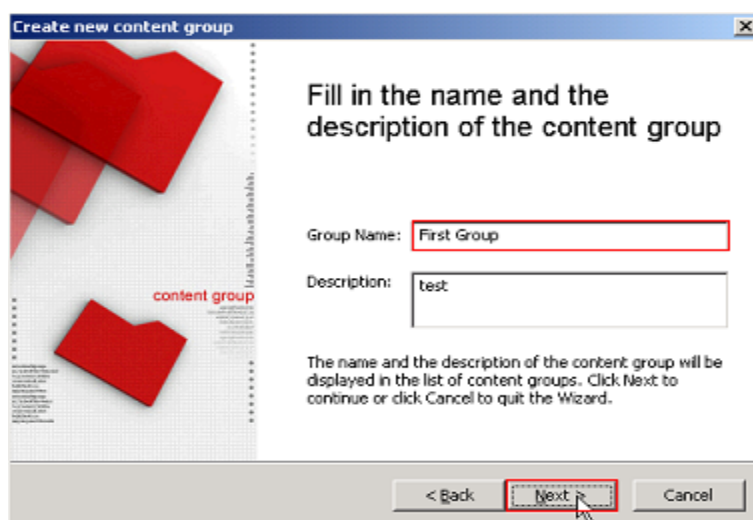 Create new content group
Fill in the name and the
description of the content group
Group Name:
First Group
Description:
test
content group
The name and the description of the content group will be
displayed in the list of content groups. Click Next to
continue or click Cancel to quit the Wizard.
< Back
Next >
Cancel